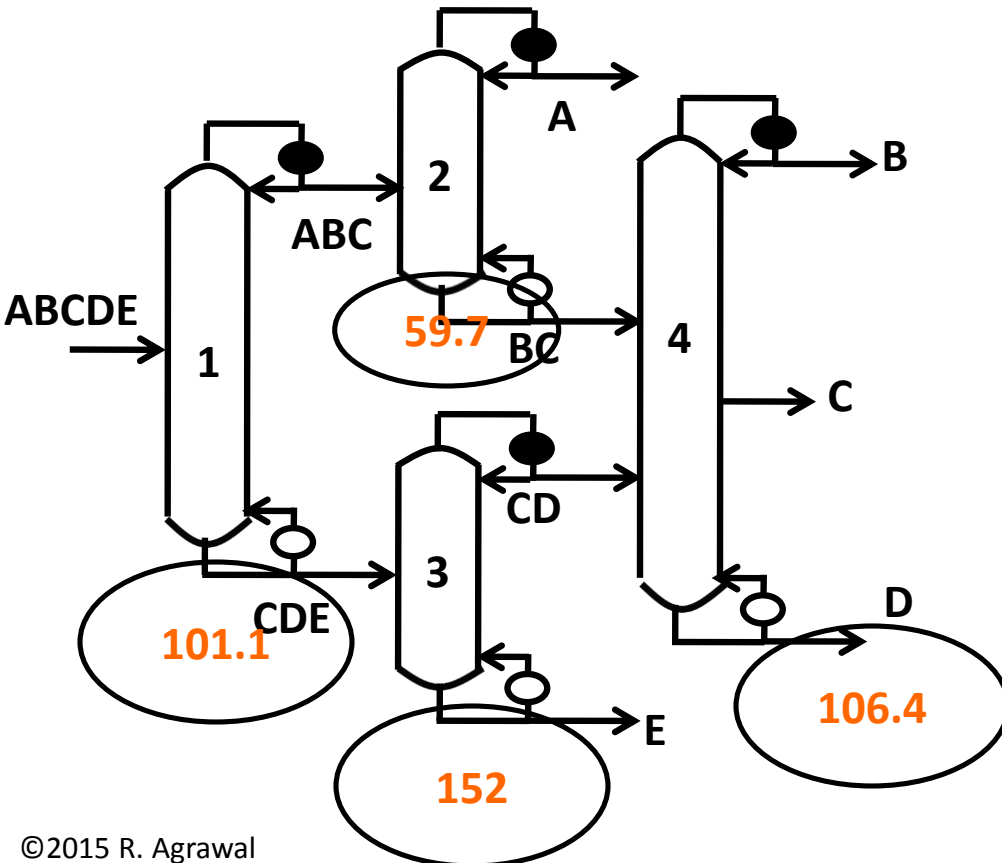 A
2
B
ABC
ABCDE
59.7
BC
4
1
C
CD
3
CDE
101.1
D
106.4
E
152
©2015 R. Agrawal